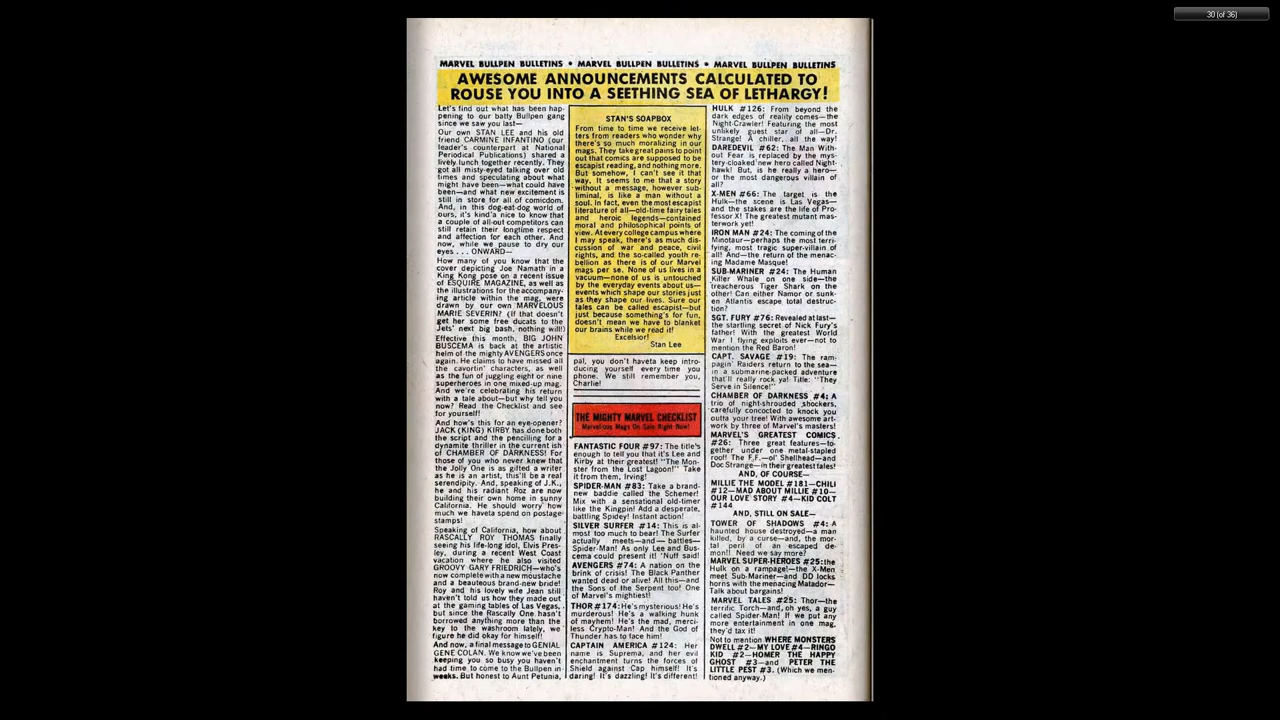 30 (of 36)
MARVEL BULLPEN BULLETINS • MARVEL BULLPEN BULLETINS • MARVEL BULLPEN BULLETINS
AWESOME ANNOUNCEMENTS CALCULATED TO
ROUSE YOU INTO A SEETHING SEA OF LETHARGY!
Let's find out what has been hap-
pening to our batty Bullpen gang
since we saw you last—
Our own STAN LEE and his old
friend CARMINE INFANTINO (our
leader's counterpart at National
Periodical Publications) shared a
lively lunch together recently. They
got all misty-eyed talking over old
times and speculating about what
might have been—what could have
been—and what new excitement is
still in store for all of comicdom.
And, in this dog-eat-dog world of
ours, it's kind'a nice to know that
a couple of all-out competitors can
still retain their longtime respect
and affection for each other. And
now, while we pause to dry our
eyes . . . ONWARD—
How many of you know that the
cover depicting Joe Namath in a
King Kong pose on a recent issue
of ESQUIRE MAGAZINE, as well as
the illustrations for the accompany-
ing article within the mag, were
drawn by our own MARVELOUS
MARIE SEVERIN? (If that doesn't
get her some free ducats to the
Jets' next big bash, nothing will!)
Effective this month, BIG JOHN
BUSCEMA is back at the artistic
helm of the mighty AVENGERS once
again. He claims to have missed all
the cavortin' characters, as well
as the fun of juggling eight or nine
superheroes in one mixed-up mag.
And we're celebrating his return
with a tale about—but why tell you
now? Read the Checklist and see
for yourself!
And how's this for an eye-opener?
JACK (KING) KIRBY has done both
the script and the pencilling for a
dynamite thriller in the current ish
of CHAMBER OF DARKNESS! For
those of you who never knew that
the Jolly One is as gifted a writer
as he is an artist, this'll be a real
serendipity. And, speaking of J.K.,
he and his radiant Roz are now
building their own home in sunny
California. He should worry how
much we haveta spend on postage
stamps!
Speaking of California, how about
RASCALLY ROY THOMAS finally
seeing his life-long idol, Elvis Pres-
ley, during a recent West Coast
vacation where he also visited
GROOVY GARY FRIEDRICH—who's
now complete with a new moustache
and a beauteous brand-new bride!
Roy and his lovely wife Jean still
haven't told us how they made out
at the gaming tables of Las Vegas,
but since the Rascally One hasn't
borrowed anything more than the
key to the washroom lately, we
figure he did okay for himself!
And now, a final message to GENIAL
GENE COLAN. We know we've been
keeping you so busy you haven't
had time to come to the Bullpen in
weeks. But honest to Aunt Petunia,
STAN'S SOAPBOX
From time to time we receive let-
ters from readers who wonder why
there's so much moralizing in our
mags. They take great pains to point
out that comics are supposed to be
escapist reading, and nothing more.
But somehow, I can't see it that
way. It seems to me that a story
without a message, however sub-
liminal, is like a man without a
soul. In fact, even the most escapist
literature of all—old-time fairy tales
and heroic legends—contained
moral and philosophical points of
view. At every college campus where
I may speak, there's as much dis-
cussion of war and peace, civil
rights, and the so-called youth re-
bellion as there is of our Marvel
mags per se. None of us lives in a
vacuum—none of us is untouched
by the everyday events about us—
events which shape our stories just
as they shape our lives. Sure our
tales can be called escapist—but
just because something's for fun,
doesn't mean we have to blanket
our brains while we read it!
Excelsior!
Stan Lee
pal, you don't haveta keep intro-
ducing yourself every time you
phone. We still remember you,
Charlie!
THE MIGHTY MARVEL CHECKLIST
Marvel-ous Mags On Sale Right Now!
FANTASTIC FOUR #97: The title's
enough to tell you that it's Lee and
Kirby at their greatest! "The Mon-
ster from the Lost Lagoon!" Take
it from them, Irving!
SPIDER-MAN #83: Take a brand-
new baddie called the Schemer!
Mix with a sensational old-timer
like the Kingpin! Add a desperate,
battling Spidey! Instant action!
SILVER SURFER #14: This is al-
most too much to bear! The Surfer
actually meets—and — battles—
Spider-Man! As only Lee and Bus-
cema could present it! 'Nuff said!
AVENGERS #74: A nation on the
brink of crisis! The Black Panther
wanted dead or alive! All this—and
the Sons of the Serpent too! One
of Marvel's mightiest!
THOR #174: He's mysterious! He's
murderous! He's a walking hunk
of mayhem! He's the mad, merci-
less Crypto-Man! And the God of
Thunder has to face him!
CAPTAIN AMERICA #124: Her
name is Suprema, and her evil
enchantment turns the forces of
Shield against Cap himself! It's
daring! It's dazzling! It's different!
HULK #126: From beyond the
dark edges of reality comes—the
Night-Crawler! Featuring the most
unlikely guest star of all—Dr.
Strange! A chiller, all the way!
DAREDEVIL #62: The Man With-
out Fear is replaced by the mys-
tery-cloaked new hero called Night-
hawk! But, is he really a hero—
or the most dangerous villain of
all?
X-MEN #66: The target is the
Hulk—the scene is Las Vegas—
and the stakes are the life of Pro-
fessor X! The greatest mutant mas-
terwork yet!
IRON MAN #24: The coming of the
Minotaur—perhaps the most terri-
fying, most tragic super-villain of
all! And—the return of the menac-
ing Madame Masque!
SUB-MARINER #24: The Human
Killer Whale on one side—the
treacherous Tiger Shark on the
other! Can either Namor or sunk-
en Atlantis escape total destruc-
tion?
SGT. FURY #76: Revealed at last—
the startling secret of Nick Fury's
father! With the greatest World
War I flying exploits ever—not to
mention the Red Baron!
CAPT. SAVAGE #19: The ram-
pagin' Raiders return to the sea—
in a submarine-packed adventure
that'll really rock ya! Title: "They
Serve in Silence!"
CHAMBER OF DARKNESS #4: A
trio of night-shrouded shockers,
carefully concocted to knock you
outta your tree! With awesome art-
work by three of Marvel's masters!
MARVEL'S GREATEST COMICS
#26: Three great features—to-
gether under one metal-stapled
roof! The F.F.—ol' Shelhead—and
Doc Strange—in their greatest tales!
AND, OF COURSE—
MILLIE THE MODEL #181—CHILI
#12—MAD ABOUT MILLIE #10—
OUR LOVE STORY #4—KID COLT
#144
AND, STILL ON SALE—
TOWER OF SHADOWS #4: A
haunted house destroyed—a man
killed, by a curse—and, the mor-
tal peril of an escaped de-
mon!! Need we say more?
MARVEL SUPER-HEROES #25: the
Hulk on a rampage!—the X-Men
meet Sub-Mariner—and DD locks
horns with the menacing Matador—
Talk about bargains!
MARVEL TALES #25: Thor—the
terrific Torch—and, oh yes, a guy
called Spider-Man! If we put any
more entertainment in one mag,
they'd tax it!
Not to mention WHERE MONSTERS
DWELL #2—MY LOVE #4—RINGO
KID #2—HOMER THE HAPPY
GHOST #3—and PETER THE
LITTLE PEST #3. (Which we men-
tioned anyway.)